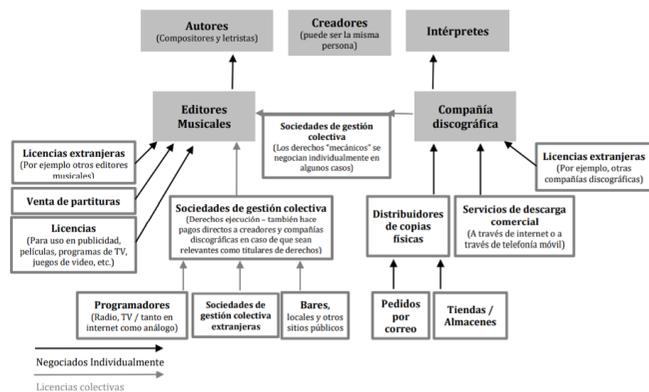 Autores
(Compositores y letristas)
Creadores
(puede ser la misma
persona)
Intérpretes
Editores
Musicales
Sociedades de gestión
colectiva
(Los derechos "mecánicos" se
negocian individualmente en
algunos casos)
Compañía
discográfica
Licencias extranjeras
(Por ejemplo otros editores
musicales)
Venta de partituras
Licencias
(Para uso en publicidad,
películas, programas de TV,
juegos de video, etc.)
Sociedades de gestión colectiva
(Derechos ejecución – también hace
pagos directos a creadores y compañías
discográficas en caso de que sean
relevantes como titulares de derechos)
Distribuidores
de copias
físicas
Servicios de descarga
comercial
(A través de internet o a
través de telefonía móvil)
Licencias extranjeras
(Por ejemplo, otras
compañías discográficas)
Programadores
(Radio, TV / tanto en
internet como análogo)
Sociedades de
gestión colectiva
extranjeras
Bares,
locales y otros
sitios públicos
Pedidos
por
correo
Tiendas /
Almacenes
Negociados Individualmente
Licencias colectivas